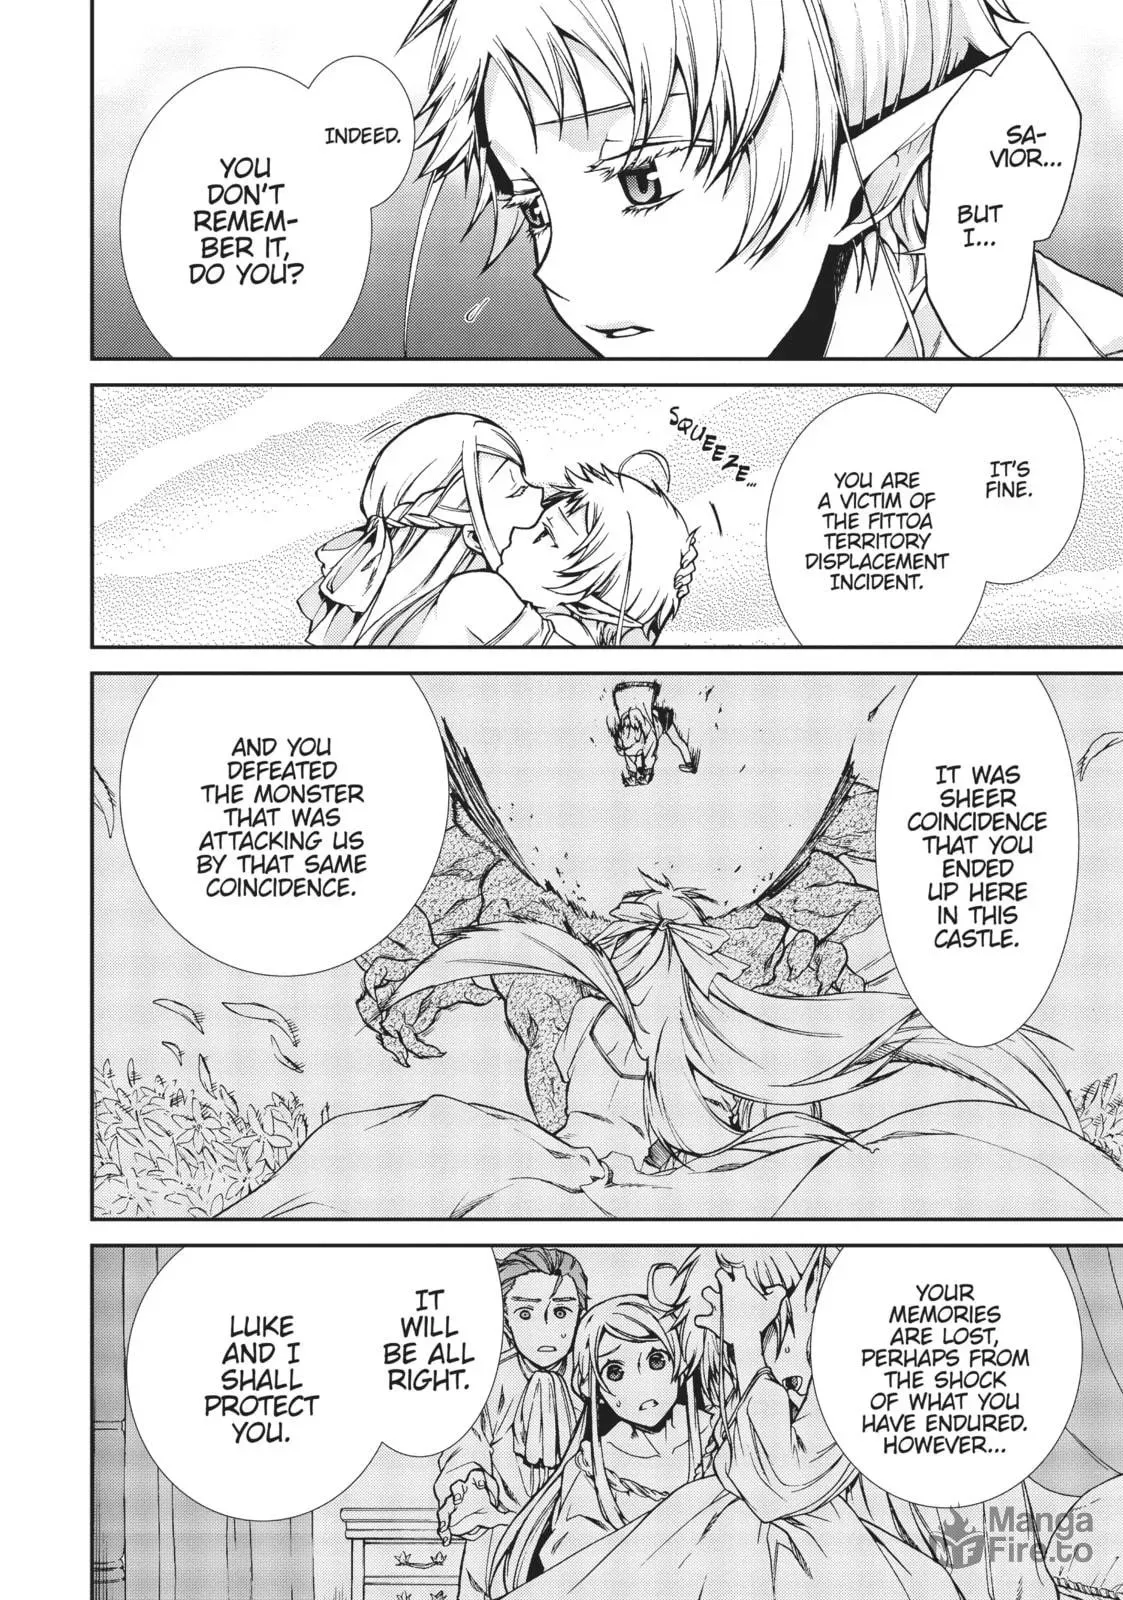 SA-
VIOR...
BUT
I...
INDEED.
YOU
DON'T
REMEM-
BER IT,
DO YOU?
IT'S
FINE.
YOU ARE
A VICTIM OF
THE FITTOA
TERRITORY
DISPLACEMENT
INCIDENT.
SQUEEZE...
IT WAS
SHEER
COINCIDENCE
THAT YOU
ENDED
UP HERE
IN THIS
CASTLE.
AND YOU
DEFEATED
THE MONSTER
THAT WAS
ATTACKING US
BY THAT SAME
COINCIDENCE.
YOUR
MEMORIES
ARE LOST,
PERHAPS FROM
THE SHOCK
OF WHAT YOU
HAVE ENDURED.
HOWEVER...
IT
WILL
BE ALL
RIGHT.
LUKE
AND I
SHALL
PROTECT
YOU.
MF Manga
Fire.to